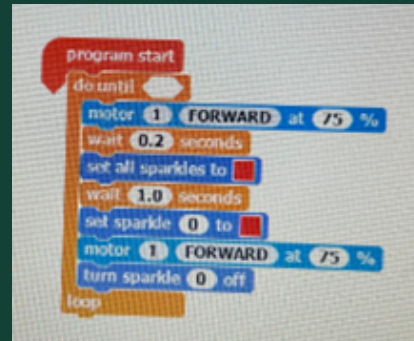 program start
do until
motor 1 FORWARD at 75 %
wait 0.2 seconds
set all sparkles to
wait 1.0 seconds
set sparkle 0 to
motor 1 FORWARD at 75 %
turn sparkle 0 off
loop